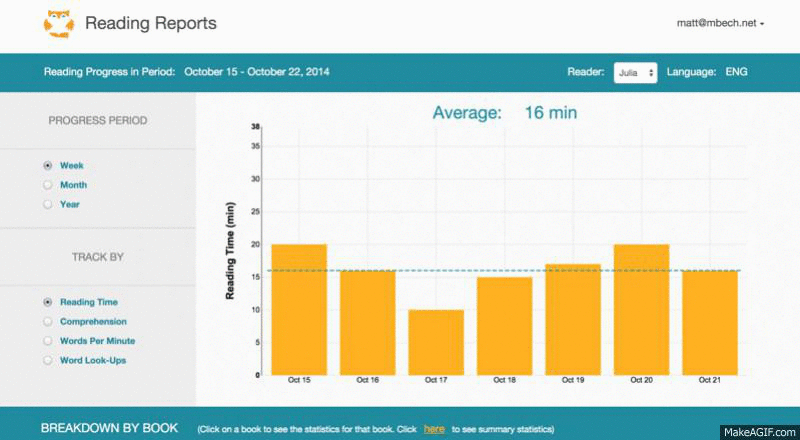 Reading Reports
matt@mbech.net
Reading Progress in Period: October 15 - October 22, 2014
Reader: Julia Language: ENG
PROGRESS PERIOD
Week
Month
Year
TRACK BY
Reading Time
Comprehension
Words Per Minute
Word Look-Ups
Average: 16 min
Reading Time (min)
38
35
30
25
20
15
10
5
0
Oct 15 Oct 16 Oct 17 Oct 18 Oct 19 Oct 20 Oct 21
BREAKDOWN BY BOOK (Click on a book to see the statistics for that book. Click here to see summary statistics)
MakeAGIF.com